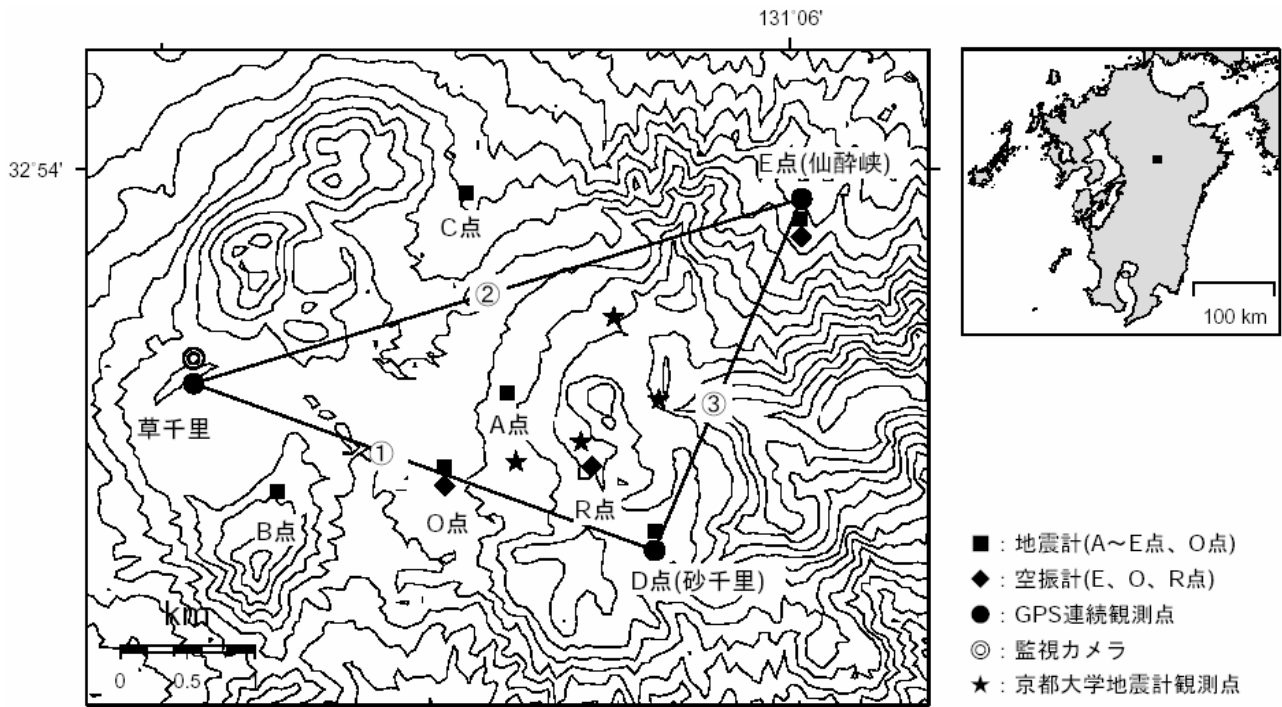 131°06'
32°54'
E点(仙酔峡)
C点
②
草千里
A点
③
①
R点
B点
O点
D点(砂千里)
km
0 0.5
100 km
■：地震計(A～E点、O点)
◆：空振計(E、O、R点)
●：GPS連続観測点
◎：監視カメラ
★：京都大学地震計観測点